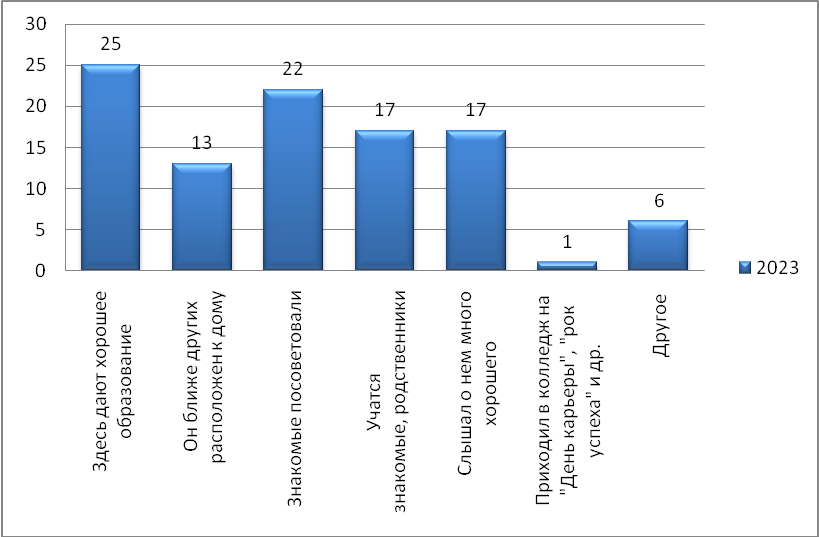 30
25
20
15
10
5
0
25
13
22
17
17
1
6
Здесь дают хорошее
образование
Он ближе других
расположен к дому
Знакомые посоветовали
Учатся
знакомые, родственники
Слышал о нем много
хорошего
Приходил в колледж на
"День карьеры", "рок
успеха" и др.
Другое
2023